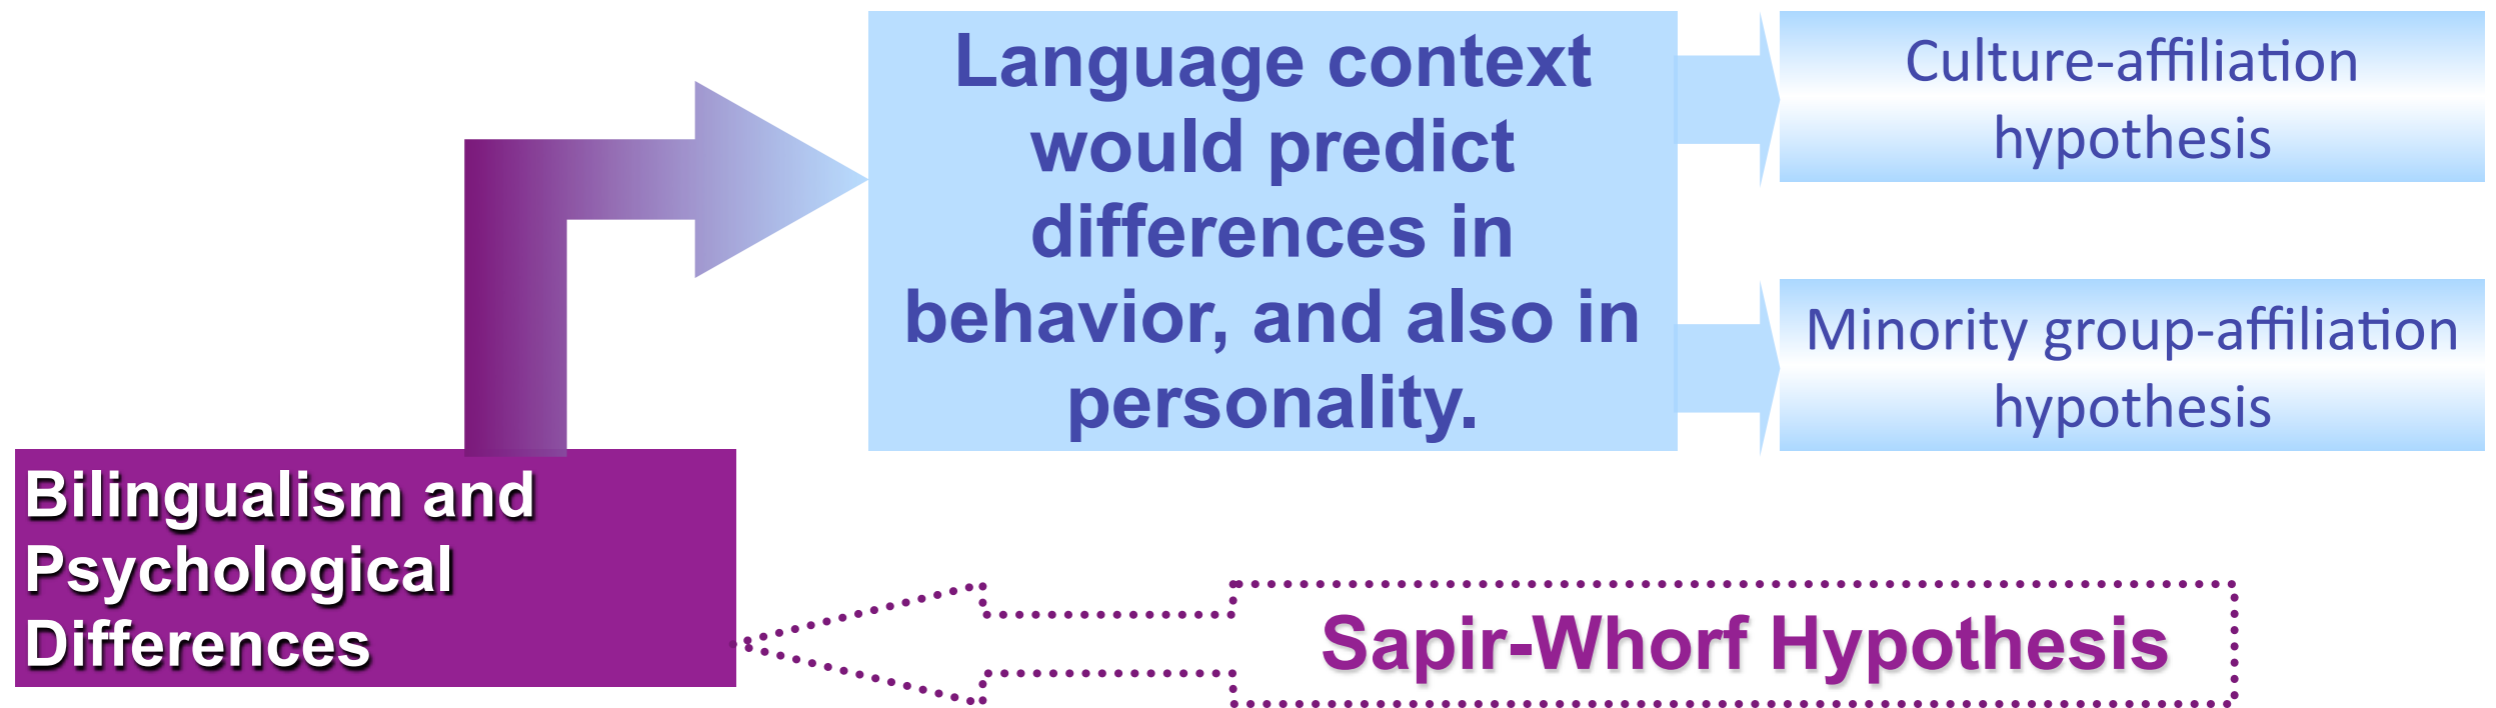 Language context
would predict
differences in
behavior, and also in
personality.
Culture-affiliation
hypothesis
Minority group-affiliation
hypothesis
Bilingualism and
Psychological
Differences
Sapir-Whorf Hypothesis